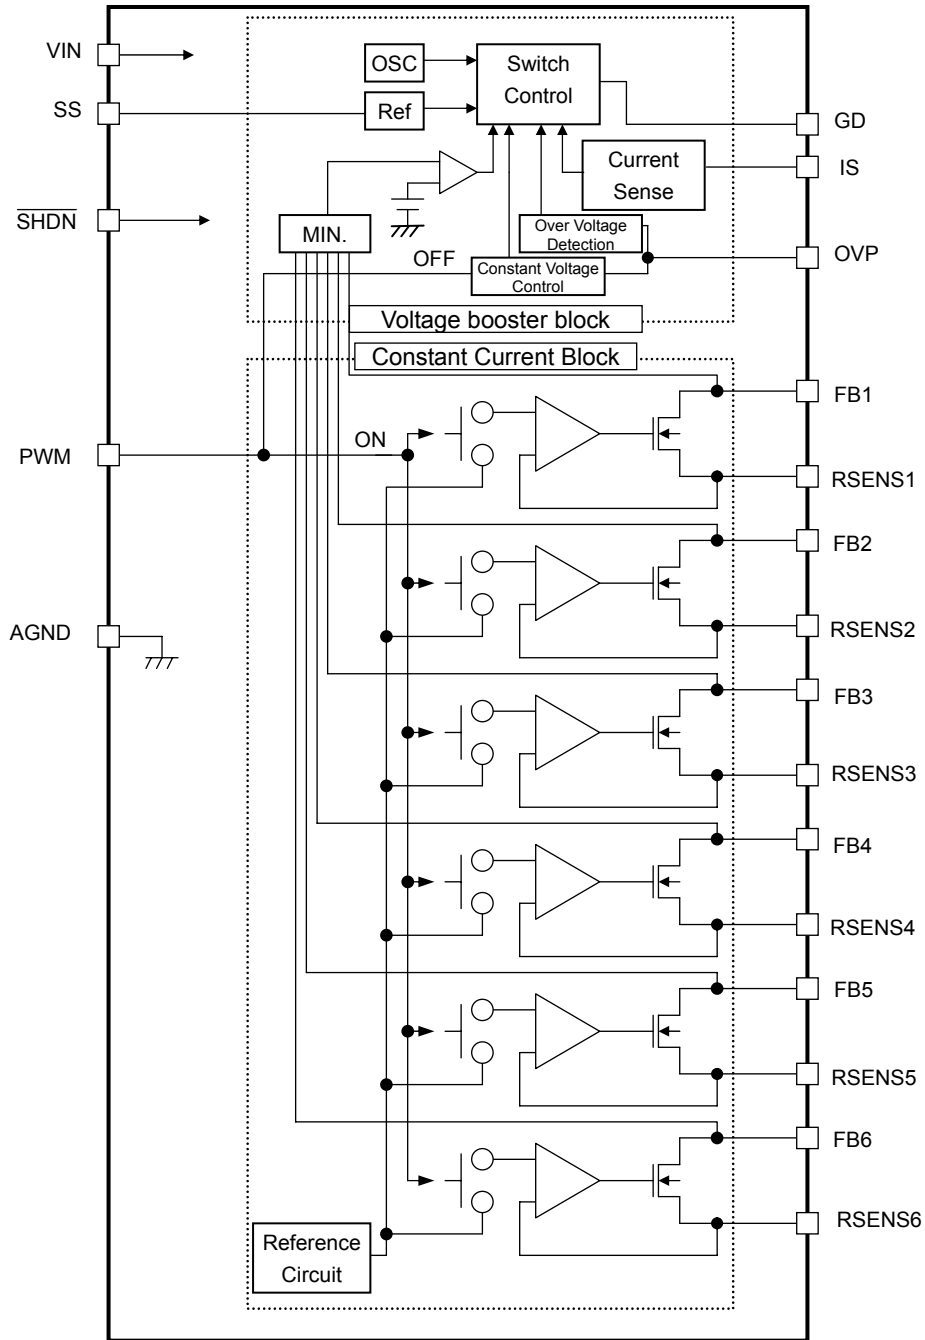 VIN
OSC
Switch
Control
SS
Ref
GD
Current
Sense
IS
SHDN
MIN.
Over Voltage
Detection
OFF
Constant Voltage
Control
OVP
Voltage booster block
Constant Current Block
FB1
PWM
ON
RSENS1
FB2
AGND
RSENS2
FB3
RSENS3
FB4
RSENS4
FB5
RSENS5
FB6
RSENS6
Reference
Circuit